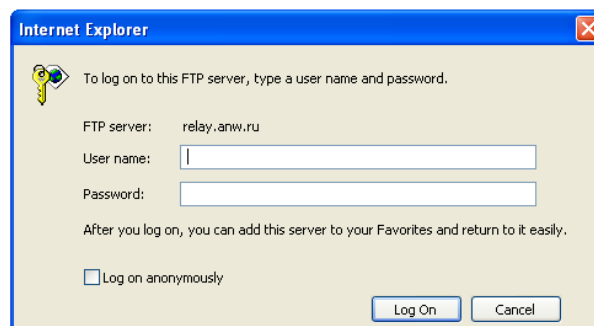 Internet Explorer
To log on to this FTP server, type a user name and password.
FTP server: relay.anw.ru
User name:
Password:
After you log on, you can add this server to your Favorites and return to it easily.
Log on anonymously
Log On Cancel